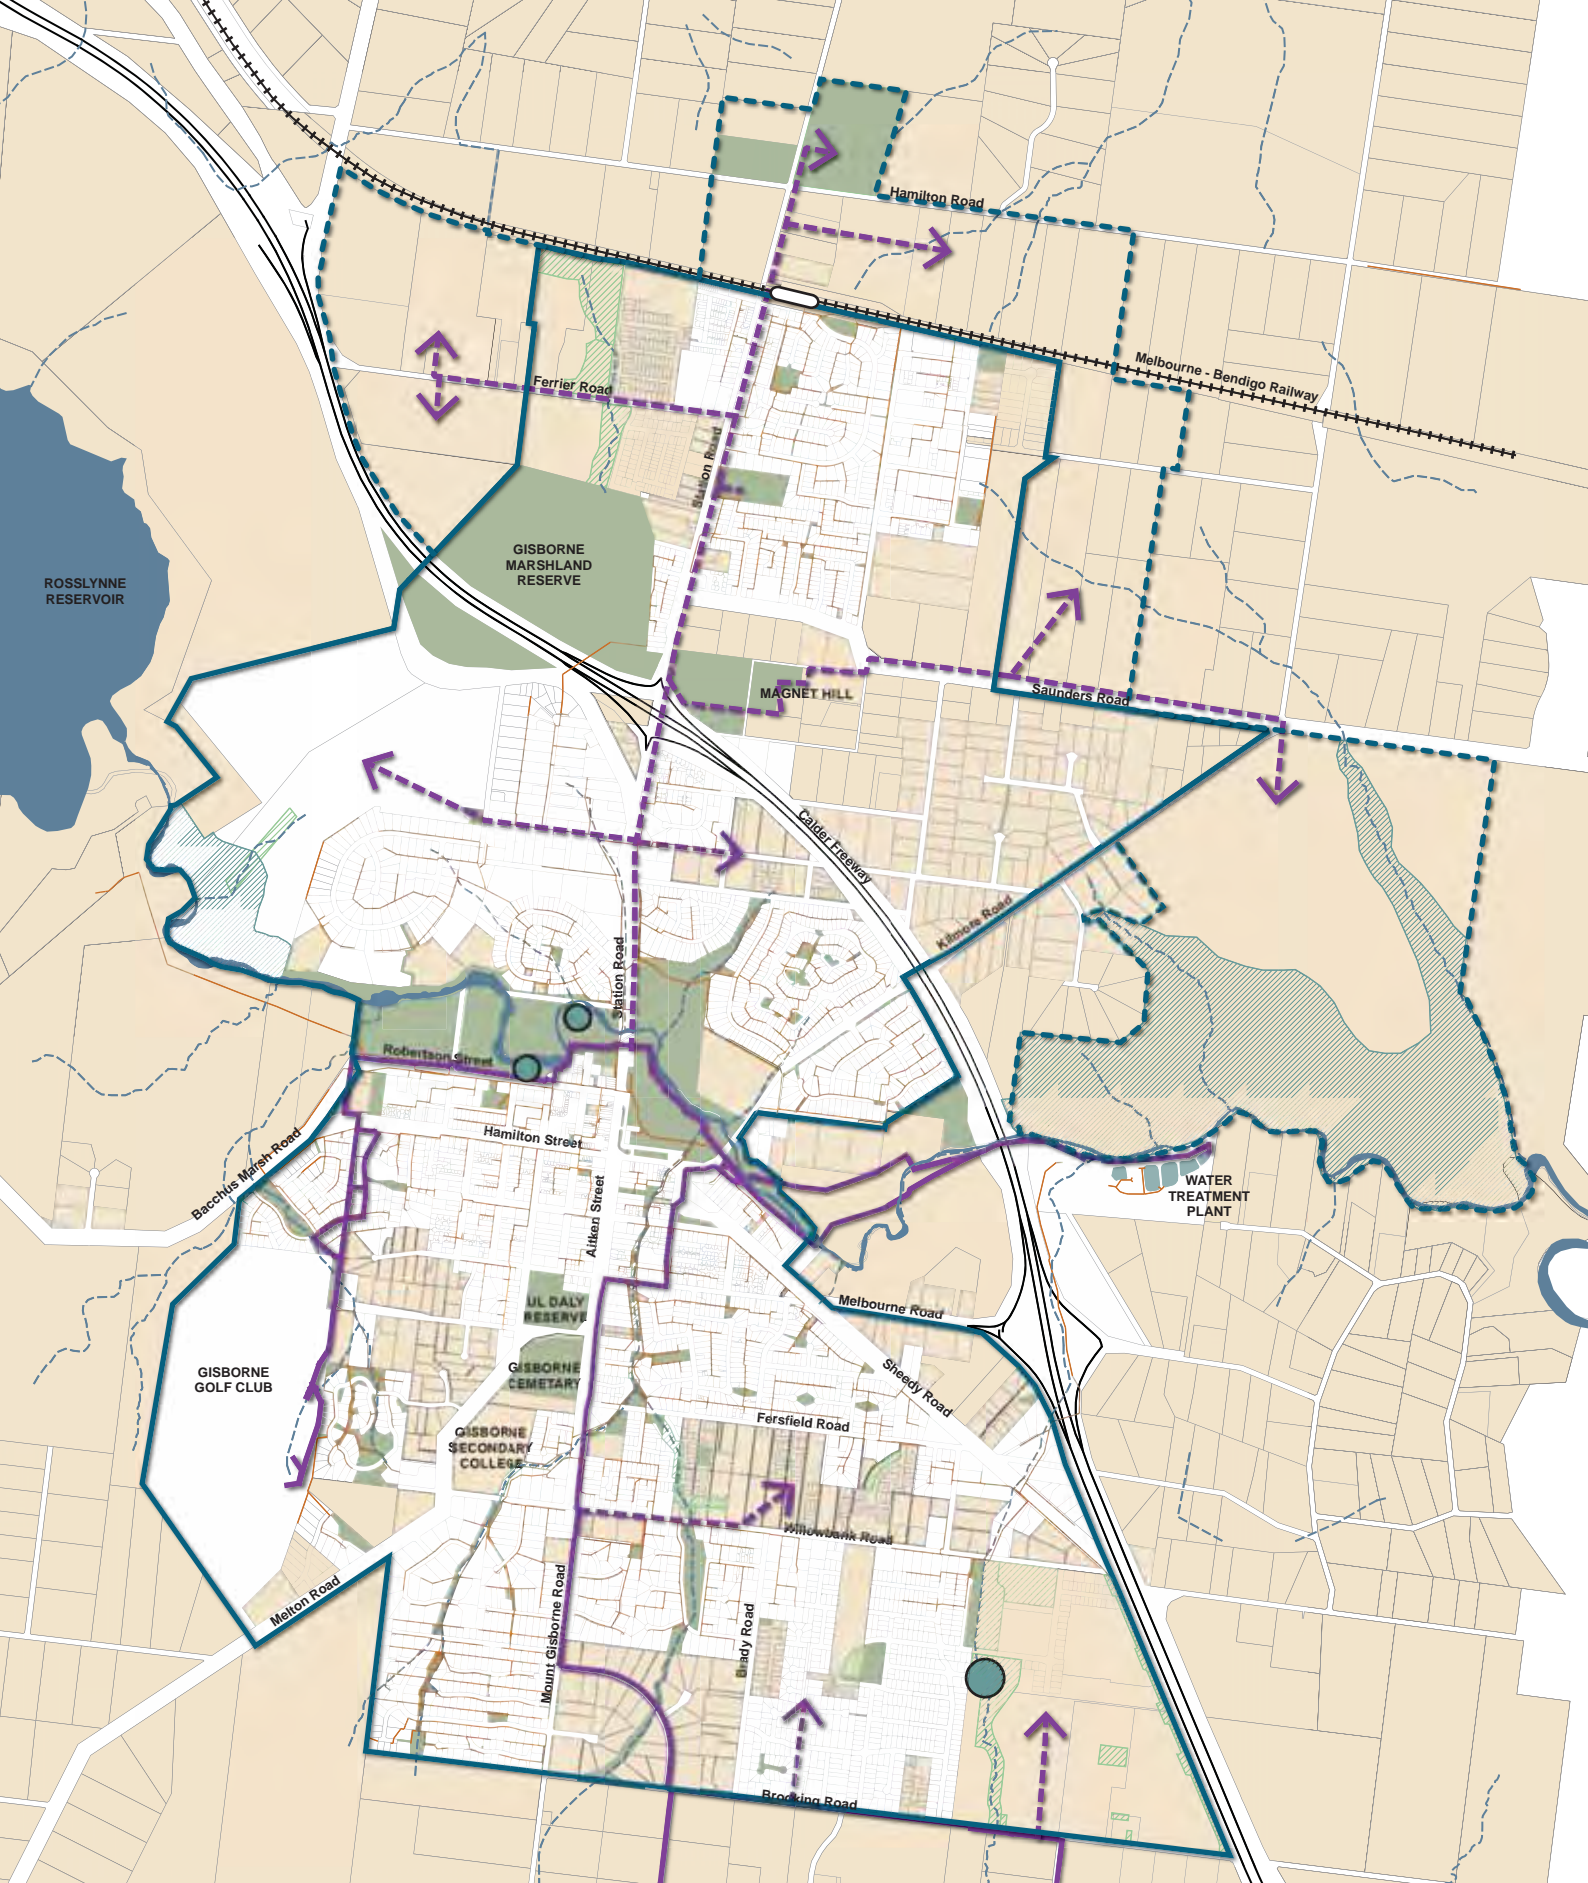 Hamilton Road
Melbourne - Bendigo Railway
Ferrier Road
Station Road
GISBORNE
MARSHLAND
RESERVE
ROSSLYNNE
RESERVOIR
MAGNET HILL
Saunders Road
Calder Freeway
Kilmore Road
Station Road
Robertson Street
Hamilton Street
Bacchus Marsh Road
Aitken Street
WATER
TREATMENT
PLANT
UL DALY
RESERVE
Melbourne Road
GISBORNE
GOLF CLUB
GISBORNE
CEMETARY
Sheedy Road
Fersfield Road
GISBORNE
SECONDARY
COLLEGE
Willowbank Road
Melton Road
Mount Gisborne Road
Brady Road
Brooking Road